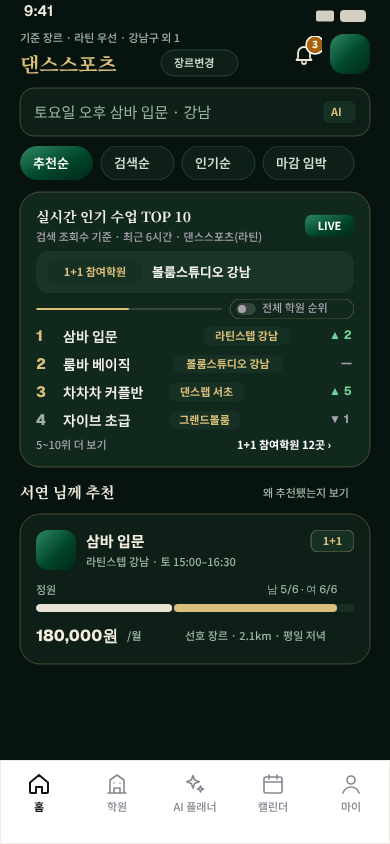 9:41
기준 장르 · 라틴 우선 · 강남구 외 1
댄스스포츠
장르변경
3
토요일 오후 삼바 입문 · 강남
AI
추천순
검색순
인기순
마감 임박
실시간 인기 수업 TOP 10
검색 조회수 기준 · 최근 6시간 · 댄스스포츠(라틴)
LIVE
1+1 참여학원
볼룸스튜디오 강남
전체 학원 순위
1 삼바 입문 라틴스텝 강남 ▲ 2
2 룸바 베이직 볼룸스튜디오 강남 —
3 차차차 커플반 댄스랩 서초 ▲ 5
4 자이브 초급 그랜드볼룸 ▼ 1
5~10위 더 보기
1+1 참여학원 12곳 ›
서연 님께 추천
왜 추천됐는지 보기
삼바 입문
1+1
라틴스텝 강남 · 토 15:00–16:30
정원
남 5/6 · 여 6/6
180,000원 /월
선호 장르 · 2.1km · 평일 저녁
홈
학원
AI 플래너
캘린더
마이